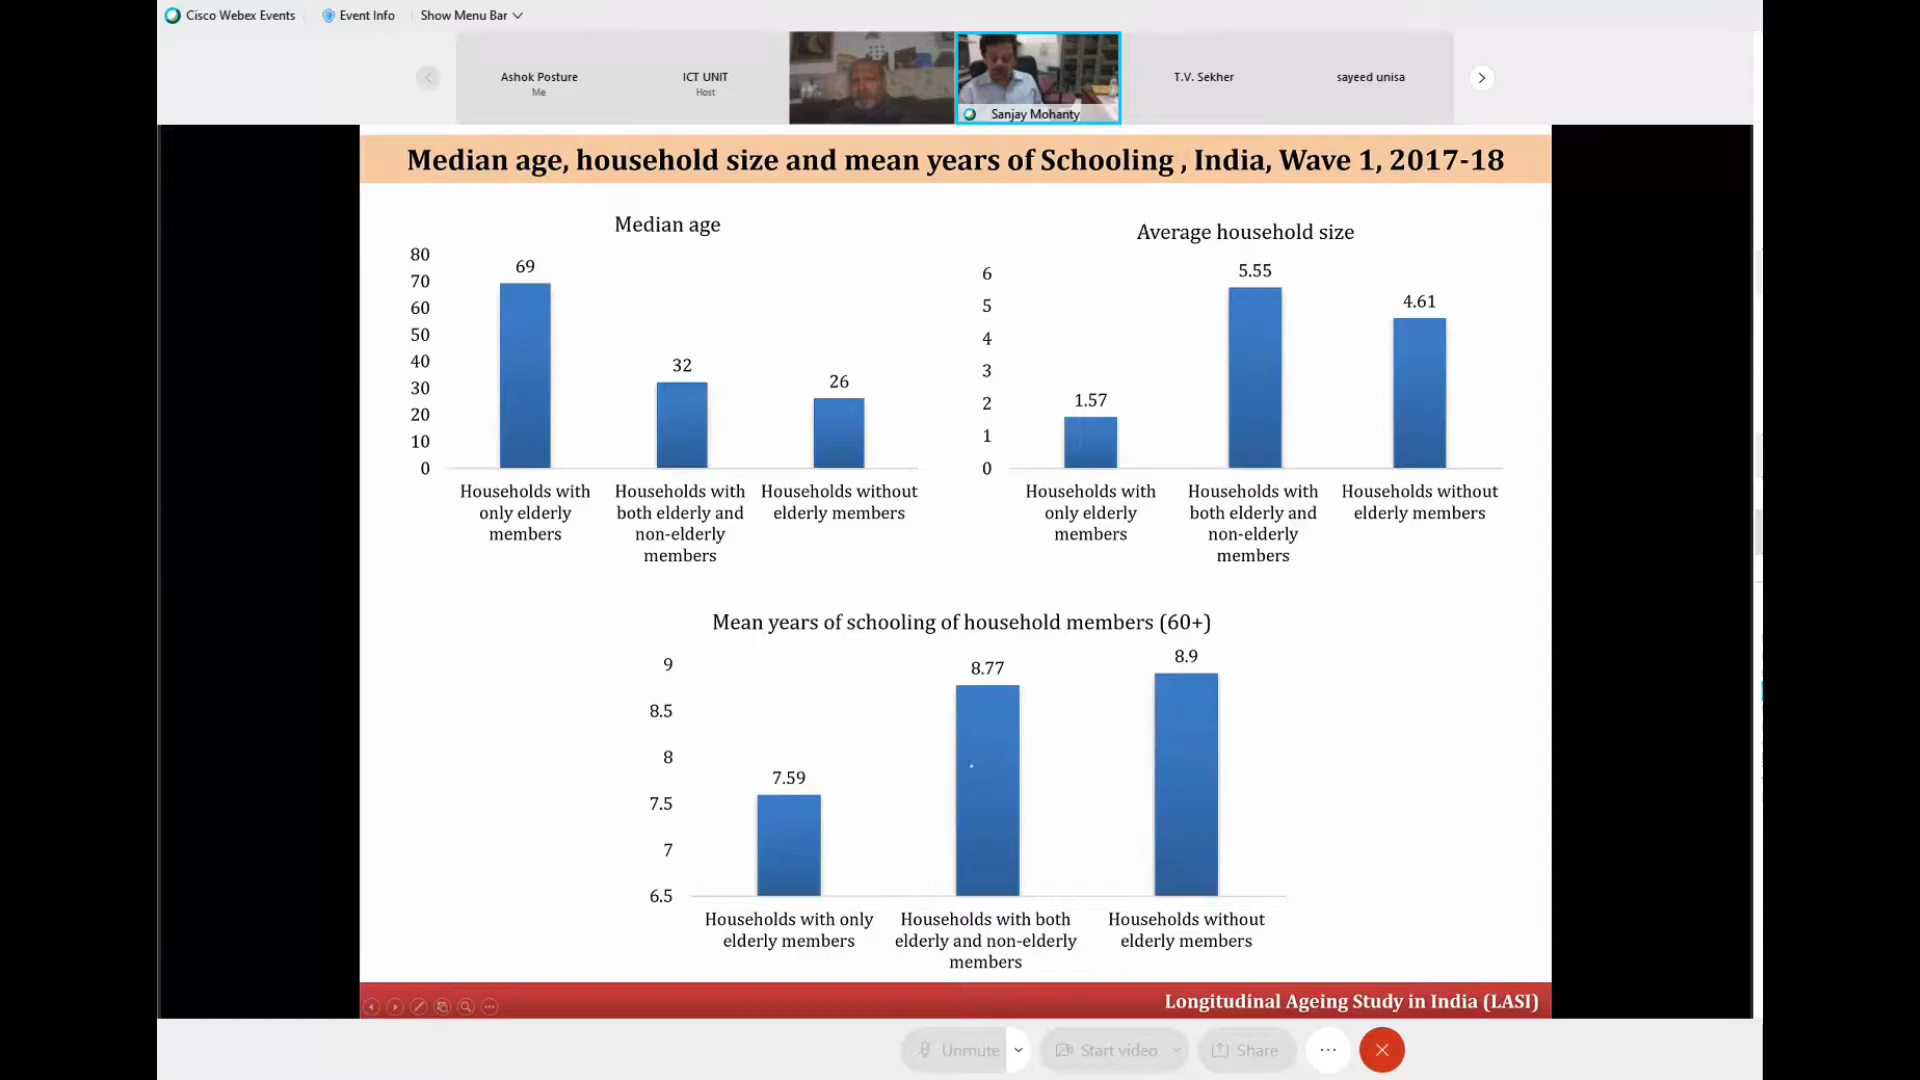 Cisco Webex Events
Event Info
Show Menu Bar
Ashok Posture
Me
ICT UNIT
Host
Sanjay Mohanty
T.V. Sekher
sayeed unisa
Median age, household size and mean years of Schooling , India, Wave 1, 2017-18
Median age
80
70
60
50
40
30
20
10
0
69
32
26
Households with
only elderly
members
Households with
both elderly and
non-elderly
members
Households without
elderly members
Average household size
6
5
4
3
2
1
0
1.57
5.55
4.61
Households with
only elderly
members
Households with
both elderly and
non-elderly
members
Households without
elderly members
Mean years of schooling of household members (60+)
9
8.5
8
7.5
7
6.5
7.59
8.77
8.9
Households with only
elderly members
Households with both
elderly and non-elderly
members
Households without
elderly members
Longitudinal Ageing Study in India (LASI)
Unmute
Start video
Share